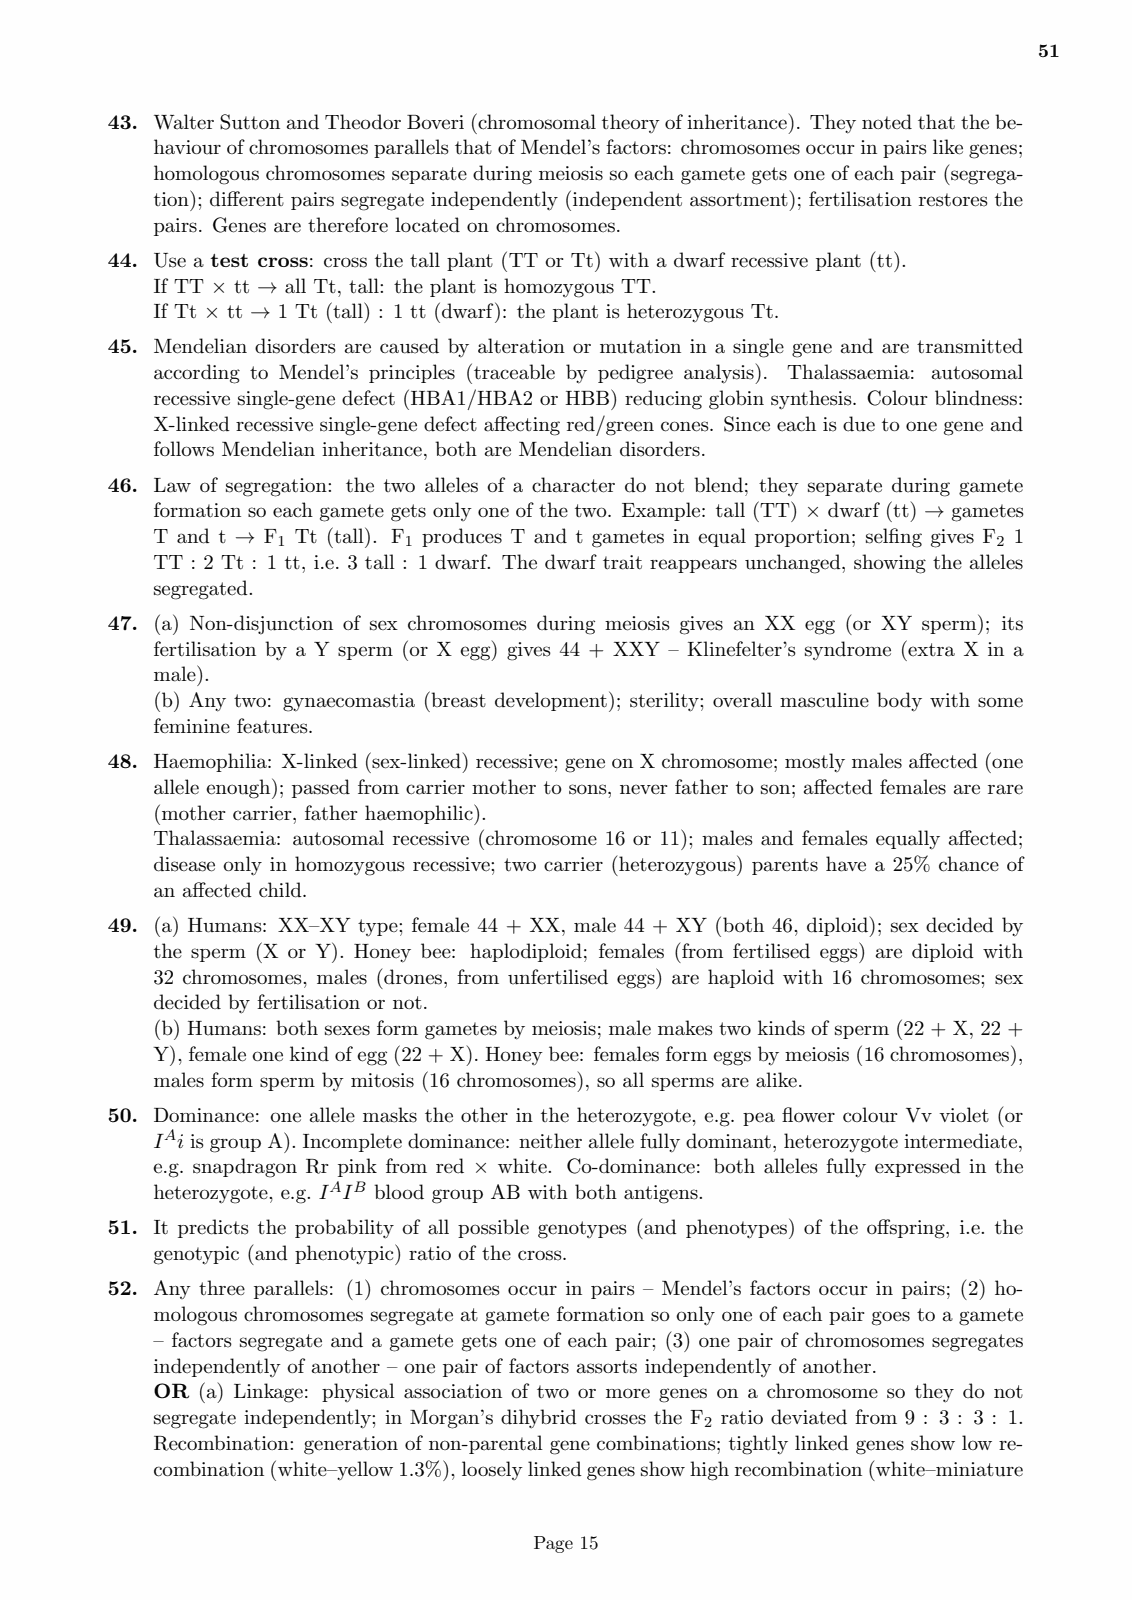 51
43. Walter Sutton and Theodor Boveri (chromosomal theory of inheritance). They noted that the be-
haviour of chromosomes parallels that of Mendel's factors: chromosomes occur in pairs like genes;
homologous chromosomes separate during meiosis so each gamete gets one of each pair (segrega-
tion); different pairs segregate independently (independent assortment); fertilisation restores the
pairs. Genes are therefore located on chromosomes.
44. Use a test cross: cross the tall plant (TT or Tt) with a dwarf recessive plant (tt).
If TT × tt → all Tt, tall: the plant is homozygous TT.
If Tt × tt → 1 Tt (tall) : 1 tt (dwarf): the plant is heterozygous Tt.
45. Mendelian disorders are caused by alteration or mutation in a single gene and are transmitted
according to Mendel's principles (traceable by pedigree analysis). Thalassaemia: autosomal
recessive single-gene defect (HBA1/HBA2 or HBB) reducing globin synthesis. Colour blindness:
X-linked recessive single-gene defect affecting red/green cones. Since each is due to one gene and
follows Mendelian inheritance, both are Mendelian disorders.
46. Law of segregation: the two alleles of a character do not blend; they separate during gamete
formation so each gamete gets only one of the two. Example: tall (TT) × dwarf (tt) → gametes
T and t → F₁ Tt (tall). F₁ produces T and t gametes in equal proportion; selfing gives F₂ 1
TT : 2 Tt : 1 tt, i.e. 3 tall : 1 dwarf. The dwarf trait reappears unchanged, showing the alleles
segregated.
47. (a) Non-disjunction of sex chromosomes during meiosis gives an XX egg (or XY sperm); its
fertilisation by a Y sperm (or X egg) gives 44 + XXY – Klinefelter's syndrome (extra X in a
male).
(b) Any two: gynaecomastia (breast development); sterility; overall masculine body with some
feminine features.
48. Haemophilia: X-linked (sex-linked) recessive; gene on X chromosome; mostly males affected (one
allele enough); passed from carrier mother to sons, never father to son; affected females are rare
(mother carrier, father haemophilic).
Thalassaemia: autosomal recessive (chromosome 16 or 11); males and females equally affected;
disease only in homozygous recessive; two carrier (heterozygous) parents have a 25% chance of
an affected child.
49. (a) Humans: XX–XY type; female 44 + XX, male 44 + XY (both 46, diploid); sex decided by
the sperm (X or Y). Honey bee: haplodiploid; females (from fertilised eggs) are diploid with
32 chromosomes, males (drones, from unfertilised eggs) are haploid with 16 chromosomes; sex
decided by fertilisation or not.
(b) Humans: both sexes form gametes by meiosis; male makes two kinds of sperm (22 + X, 22 +
Y), female one kind of egg (22 + X). Honey bee: females form eggs by meiosis (16 chromosomes),
males form sperm by mitosis (16 chromosomes), so all sperms are alike.
50. Dominance: one allele masks the other in the heterozygote, e.g. pea flower colour Vv violet (or
Iᴬi is group A). Incomplete dominance: neither allele fully dominant, heterozygote intermediate,
e.g. snapdragon Rr pink from red × white. Co-dominance: both alleles fully expressed in the
heterozygote, e.g. IᴬIᴮ blood group AB with both antigens.
51. It predicts the probability of all possible genotypes (and phenotypes) of the offspring, i.e. the
genotypic (and phenotypic) ratio of the cross.
52. Any three parallels: (1) chromosomes occur in pairs – Mendel's factors occur in pairs; (2) ho-
mologous chromosomes segregate at gamete formation so only one of each pair goes to a gamete
– factors segregate and a gamete gets one of each pair; (3) one pair of chromosomes segregates
independently of another – one pair of factors assorts independently of another.
OR (a) Linkage: physical association of two or more genes on a chromosome so they do not
segregate independently; in Morgan's dihybrid crosses the F₂ ratio deviated from 9 : 3 : 3 : 1.
Recombination: generation of non-parental gene combinations; tightly linked genes show low re-
combination (white–yellow 1.3%), loosely linked genes show high recombination (white–miniature
Page 15